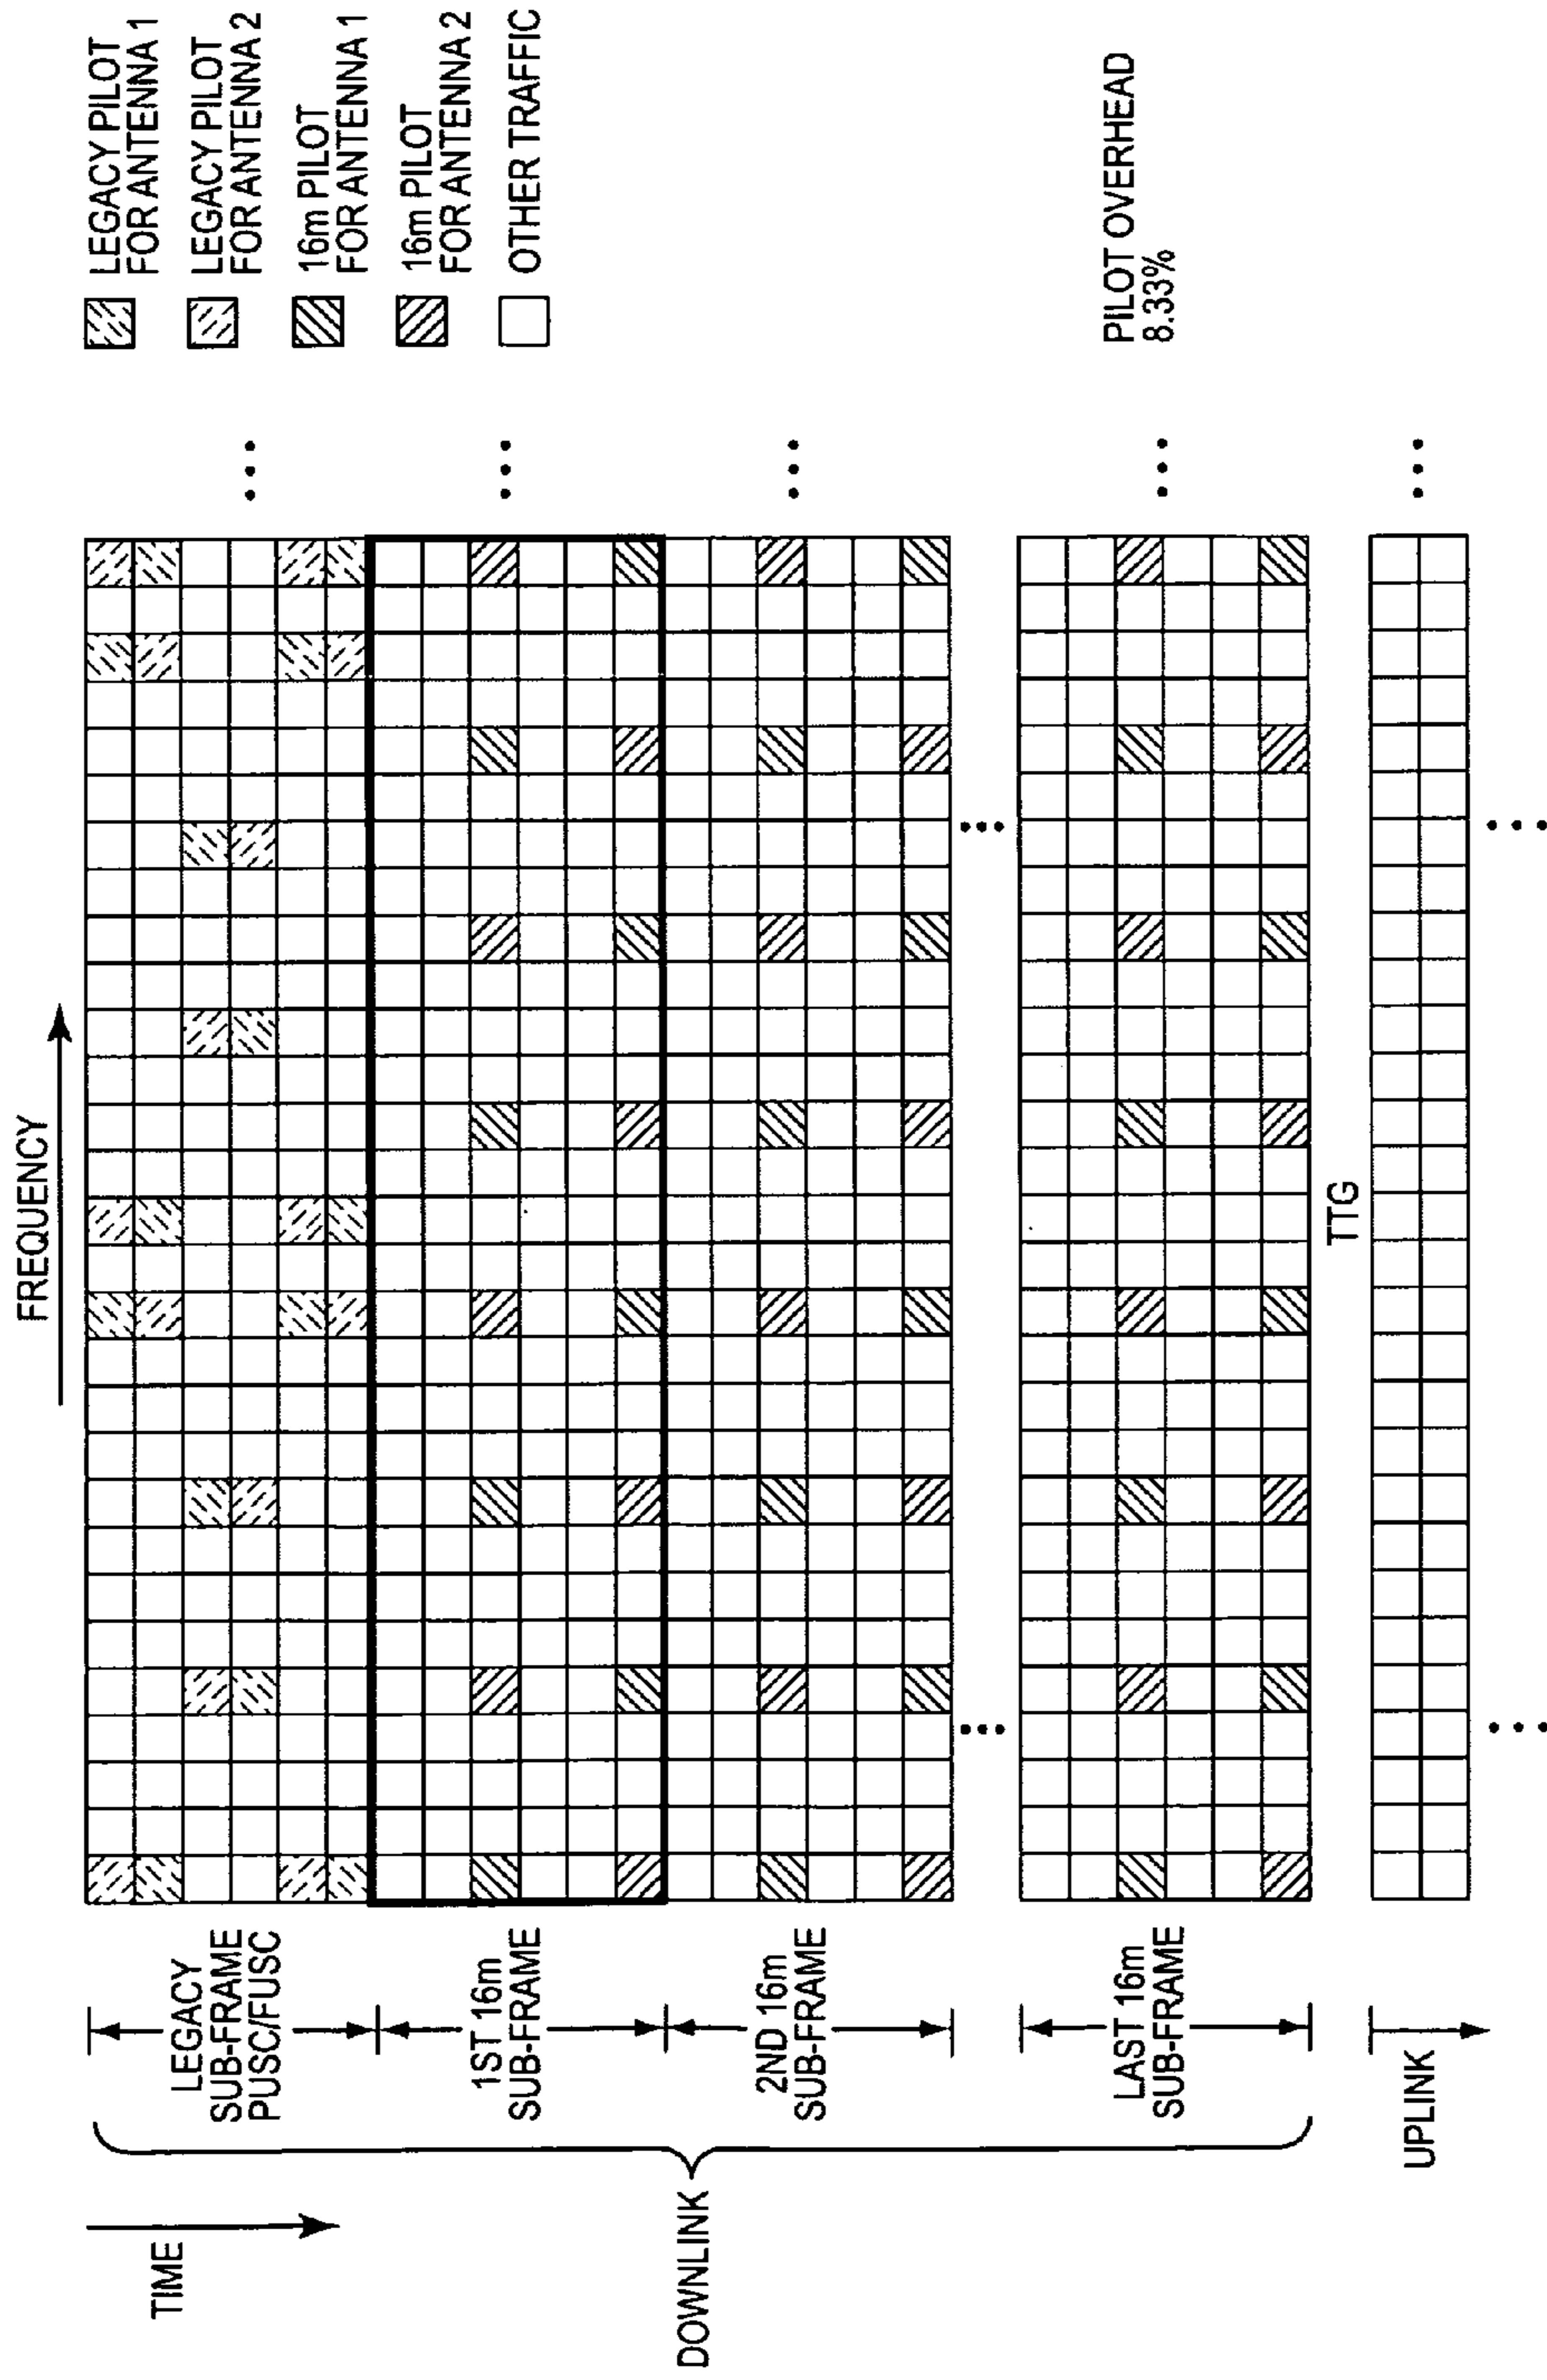 FREQUENCY
TIME
DOWNLINK
LEGACY
SUB-FRAME
PUSC/FUSC
1ST 16m
SUB-FRAME
2ND 16m
SUB-FRAME
LAST 16m
SUB-FRAME
TTG
UPLINK
LEGACY PILOT
FOR ANTENNA 1
LEGACY PILOT
FOR ANTENNA 2
16m PILOT
FOR ANTENNA 1
16m PILOT
FOR ANTENNA 2
OTHER TRAFFIC
PILOT OVERHEAD
8.33%